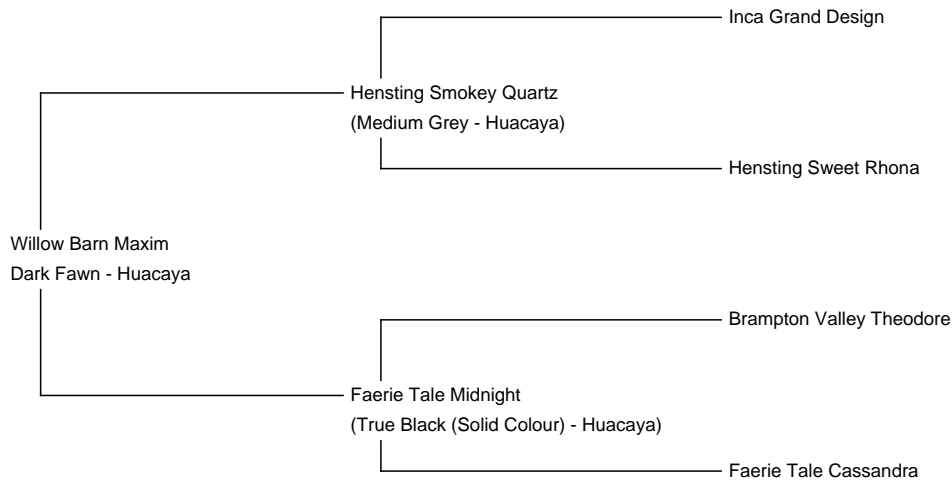 Inca Grand Design
Hensting Smokey Quartz
(Medium Grey - Huacaya)
Hensting Sweet Rhona
Willow Barn Maxim
Dark Fawn - Huacaya
Brampton Valley Theodore
Faerie Tale Midnight
(True Black (Solid Colour) - Huacaya)
Faerie Tale Cassandra